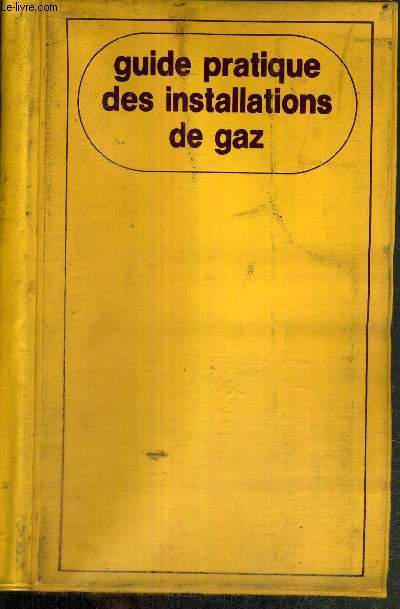 Le-livre.com
guide pratique
des installations
de gaz